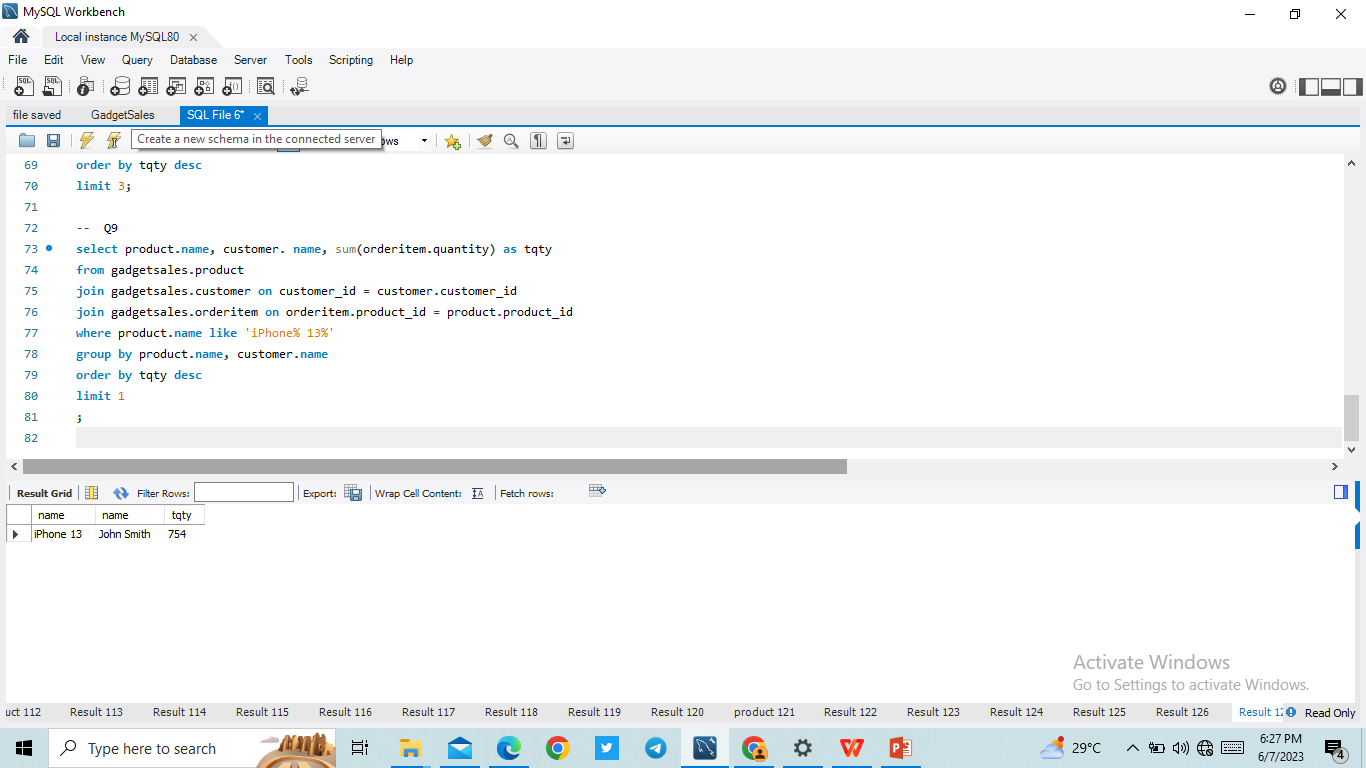 MySQL Workbench
Local instance MySQL80
File Edit View Query Database Server Tools Scripting Help
file saved GadgetSales SQL File 6*
Create a new schema in the connected server
69 order by tqty desc
70 limit 3;
71
72 -- Q9
73 select product.name, customer. name, sum(orderitem.quantity) as tqty
74 from gadgetsales.product
75 join gadgetsales.customer on customer_id = customer.customer_id
76 join gadgetsales.orderitem on orderitem.product_id = product.product_id
77 where product.name like 'iPhone% 13%'
78 group by product.name, customer.name
79 order by tqty desc
80 limit 1
81 ;
82
Result Grid Filter Rows: Export: Wrap Cell Content: Fetch rows:
name name tqty
iPhone 13 John Smith 754
Activate Windows
Go to Settings to activate Windows.
uct 112 Result 113 Result 114 Result 115 Result 116 Result 117 Result 118 Result 119 Result 120 product 121 Result 122 Result 123 Result 124 Result 125 Result 126 Result 12 Read Only
Type here to search 29°C 6:27 PM
6/7/2023 4